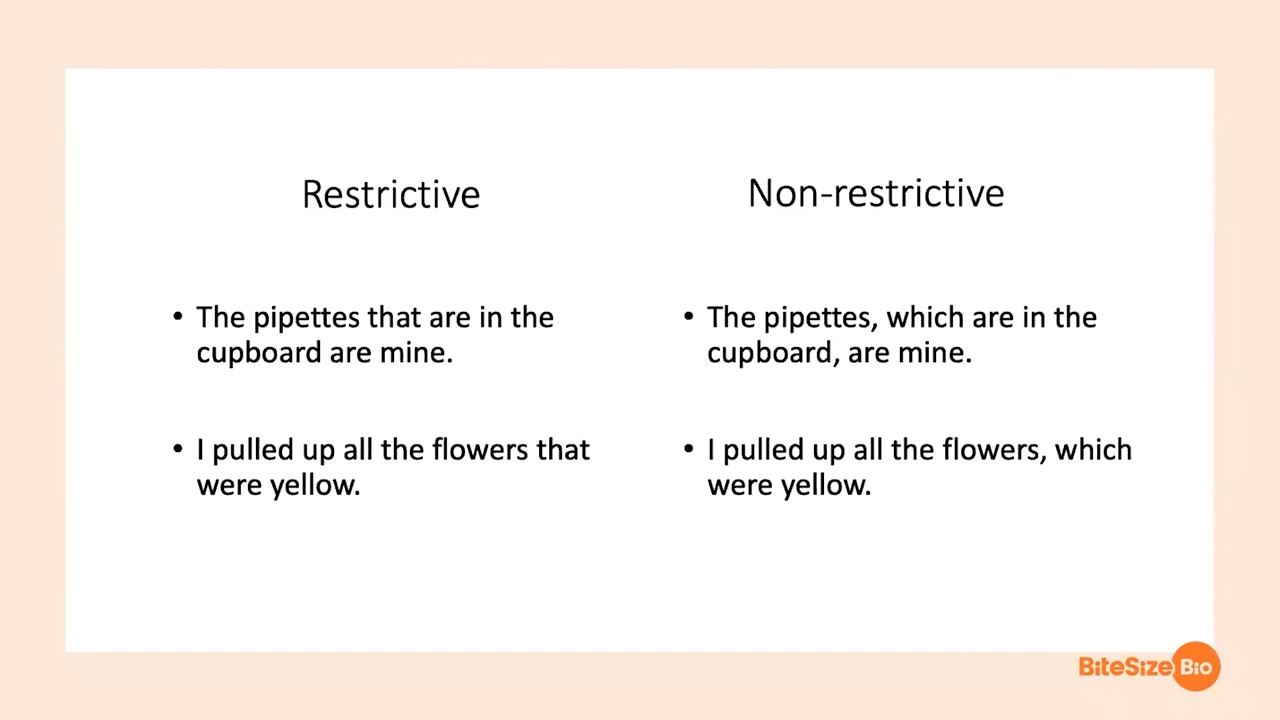 Restrictive
• The pipettes that are in the
cupboard are mine.
• I pulled up all the flowers that
were yellow.
Non-restrictive
• The pipettes, which are in the
cupboard, are mine.
• I pulled up all the flowers, which
were yellow.
BiteSize Bio